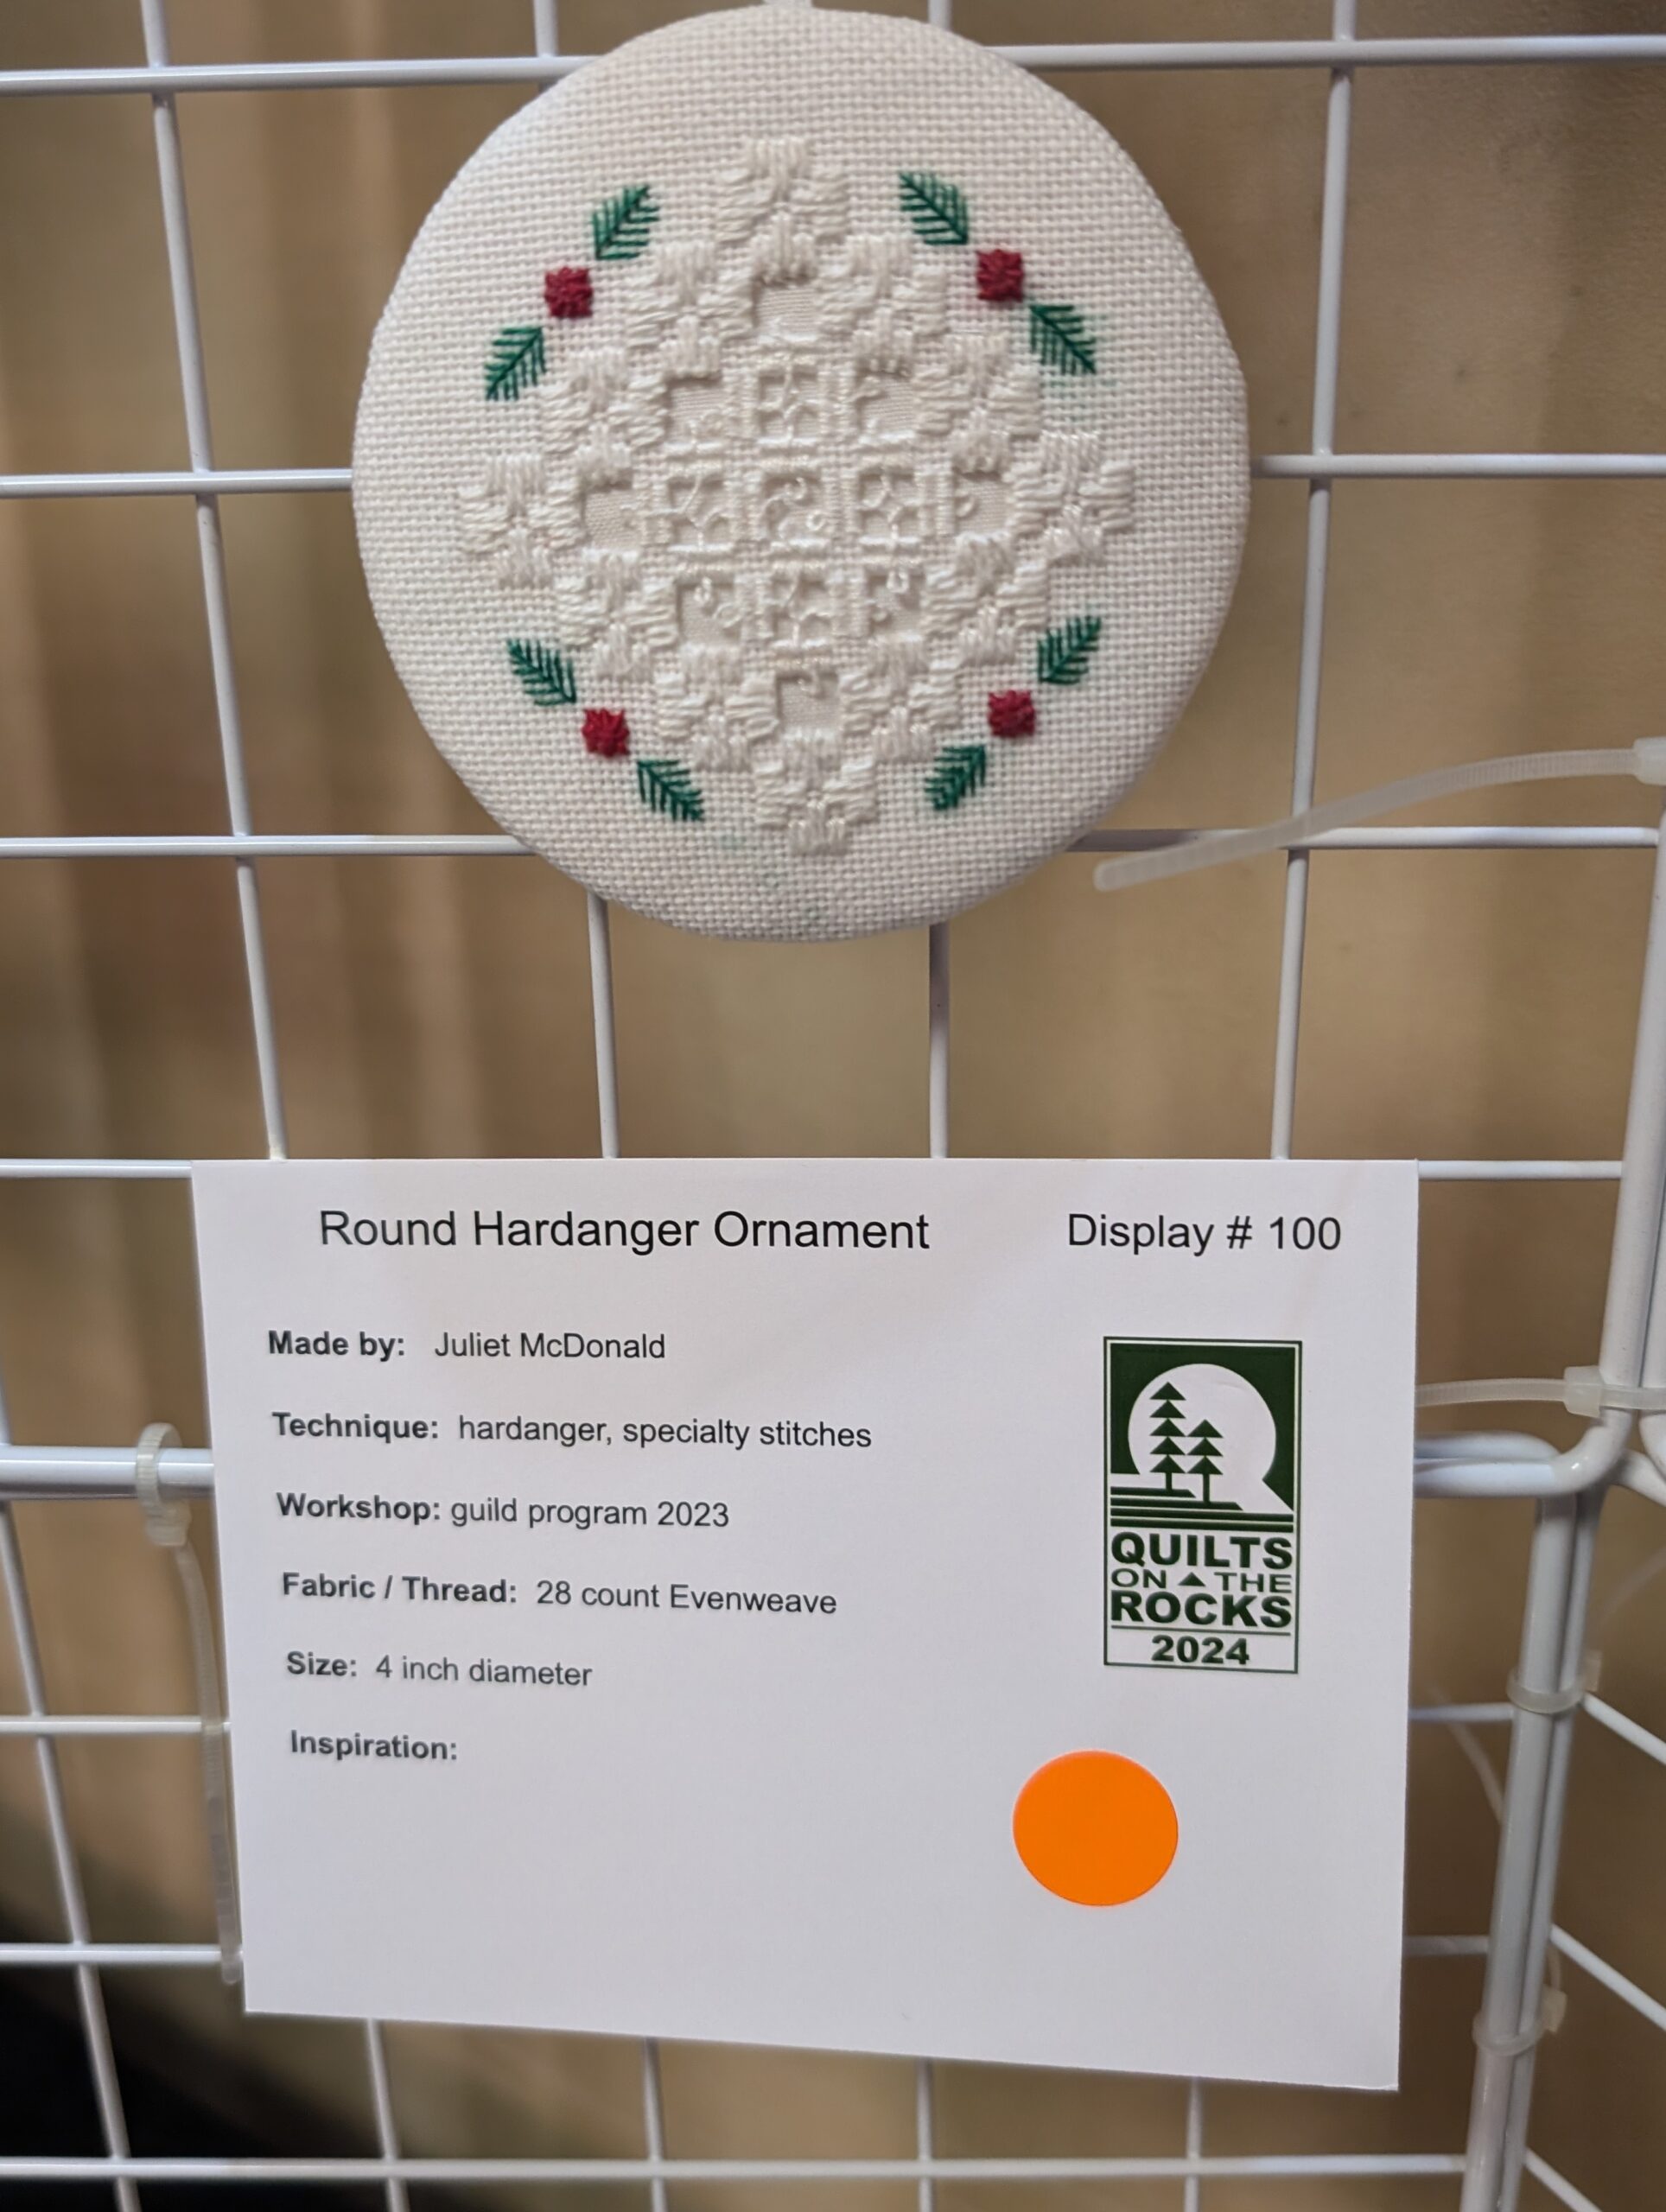 Round Hardanger Ornament Display # 100
Made by: Juliet McDonald
Technique: hardanger, specialty stitches
Workshop: guild program 2023
Fabric / Thread: 28 count Evenweave
Size: 4 inch diameter
Inspiration:
QUILTS
ON THE
ROCKS
2024